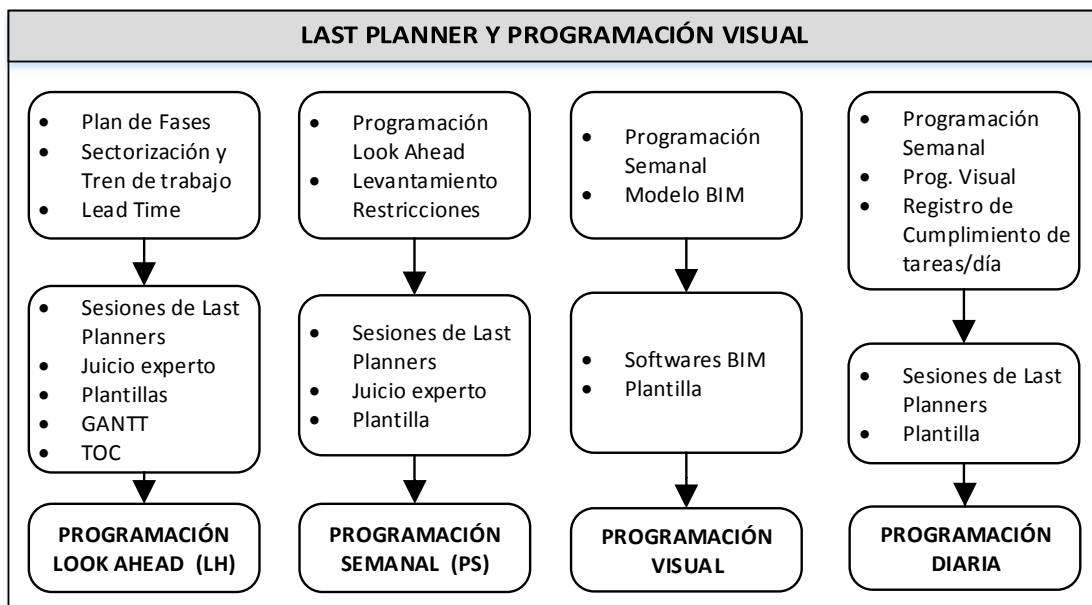 LAST PLANNER Y PROGRAMACIÓN VISUAL
• Plan de Fases
• Sectorización y
Tren de trabajo
• Lead Time
• Sesiones de Last
Planners
• Juicio experto
• Plantillas
• GANTT
• TOC
PROGRAMACIÓN
LOOK AHEAD (LH)
• Programación
Look Ahead
• Levantamiento
Restricciones
• Sesiones de Last
Planners
• Juicio experto
• Plantilla
PROGRAMACIÓN
SEMANAL (PS)
• Programación
Semanal
• Modelo BIM
• Softwares BIM
• Plantilla
PROGRAMACIÓN
VISUAL
• Programación
Semanal
• Prog. Visual
• Registro de
Cumplimiento de
tareas/día
• Sesiones de Last
Planners
• Plantilla
PROGRAMACIÓN
DIARIA